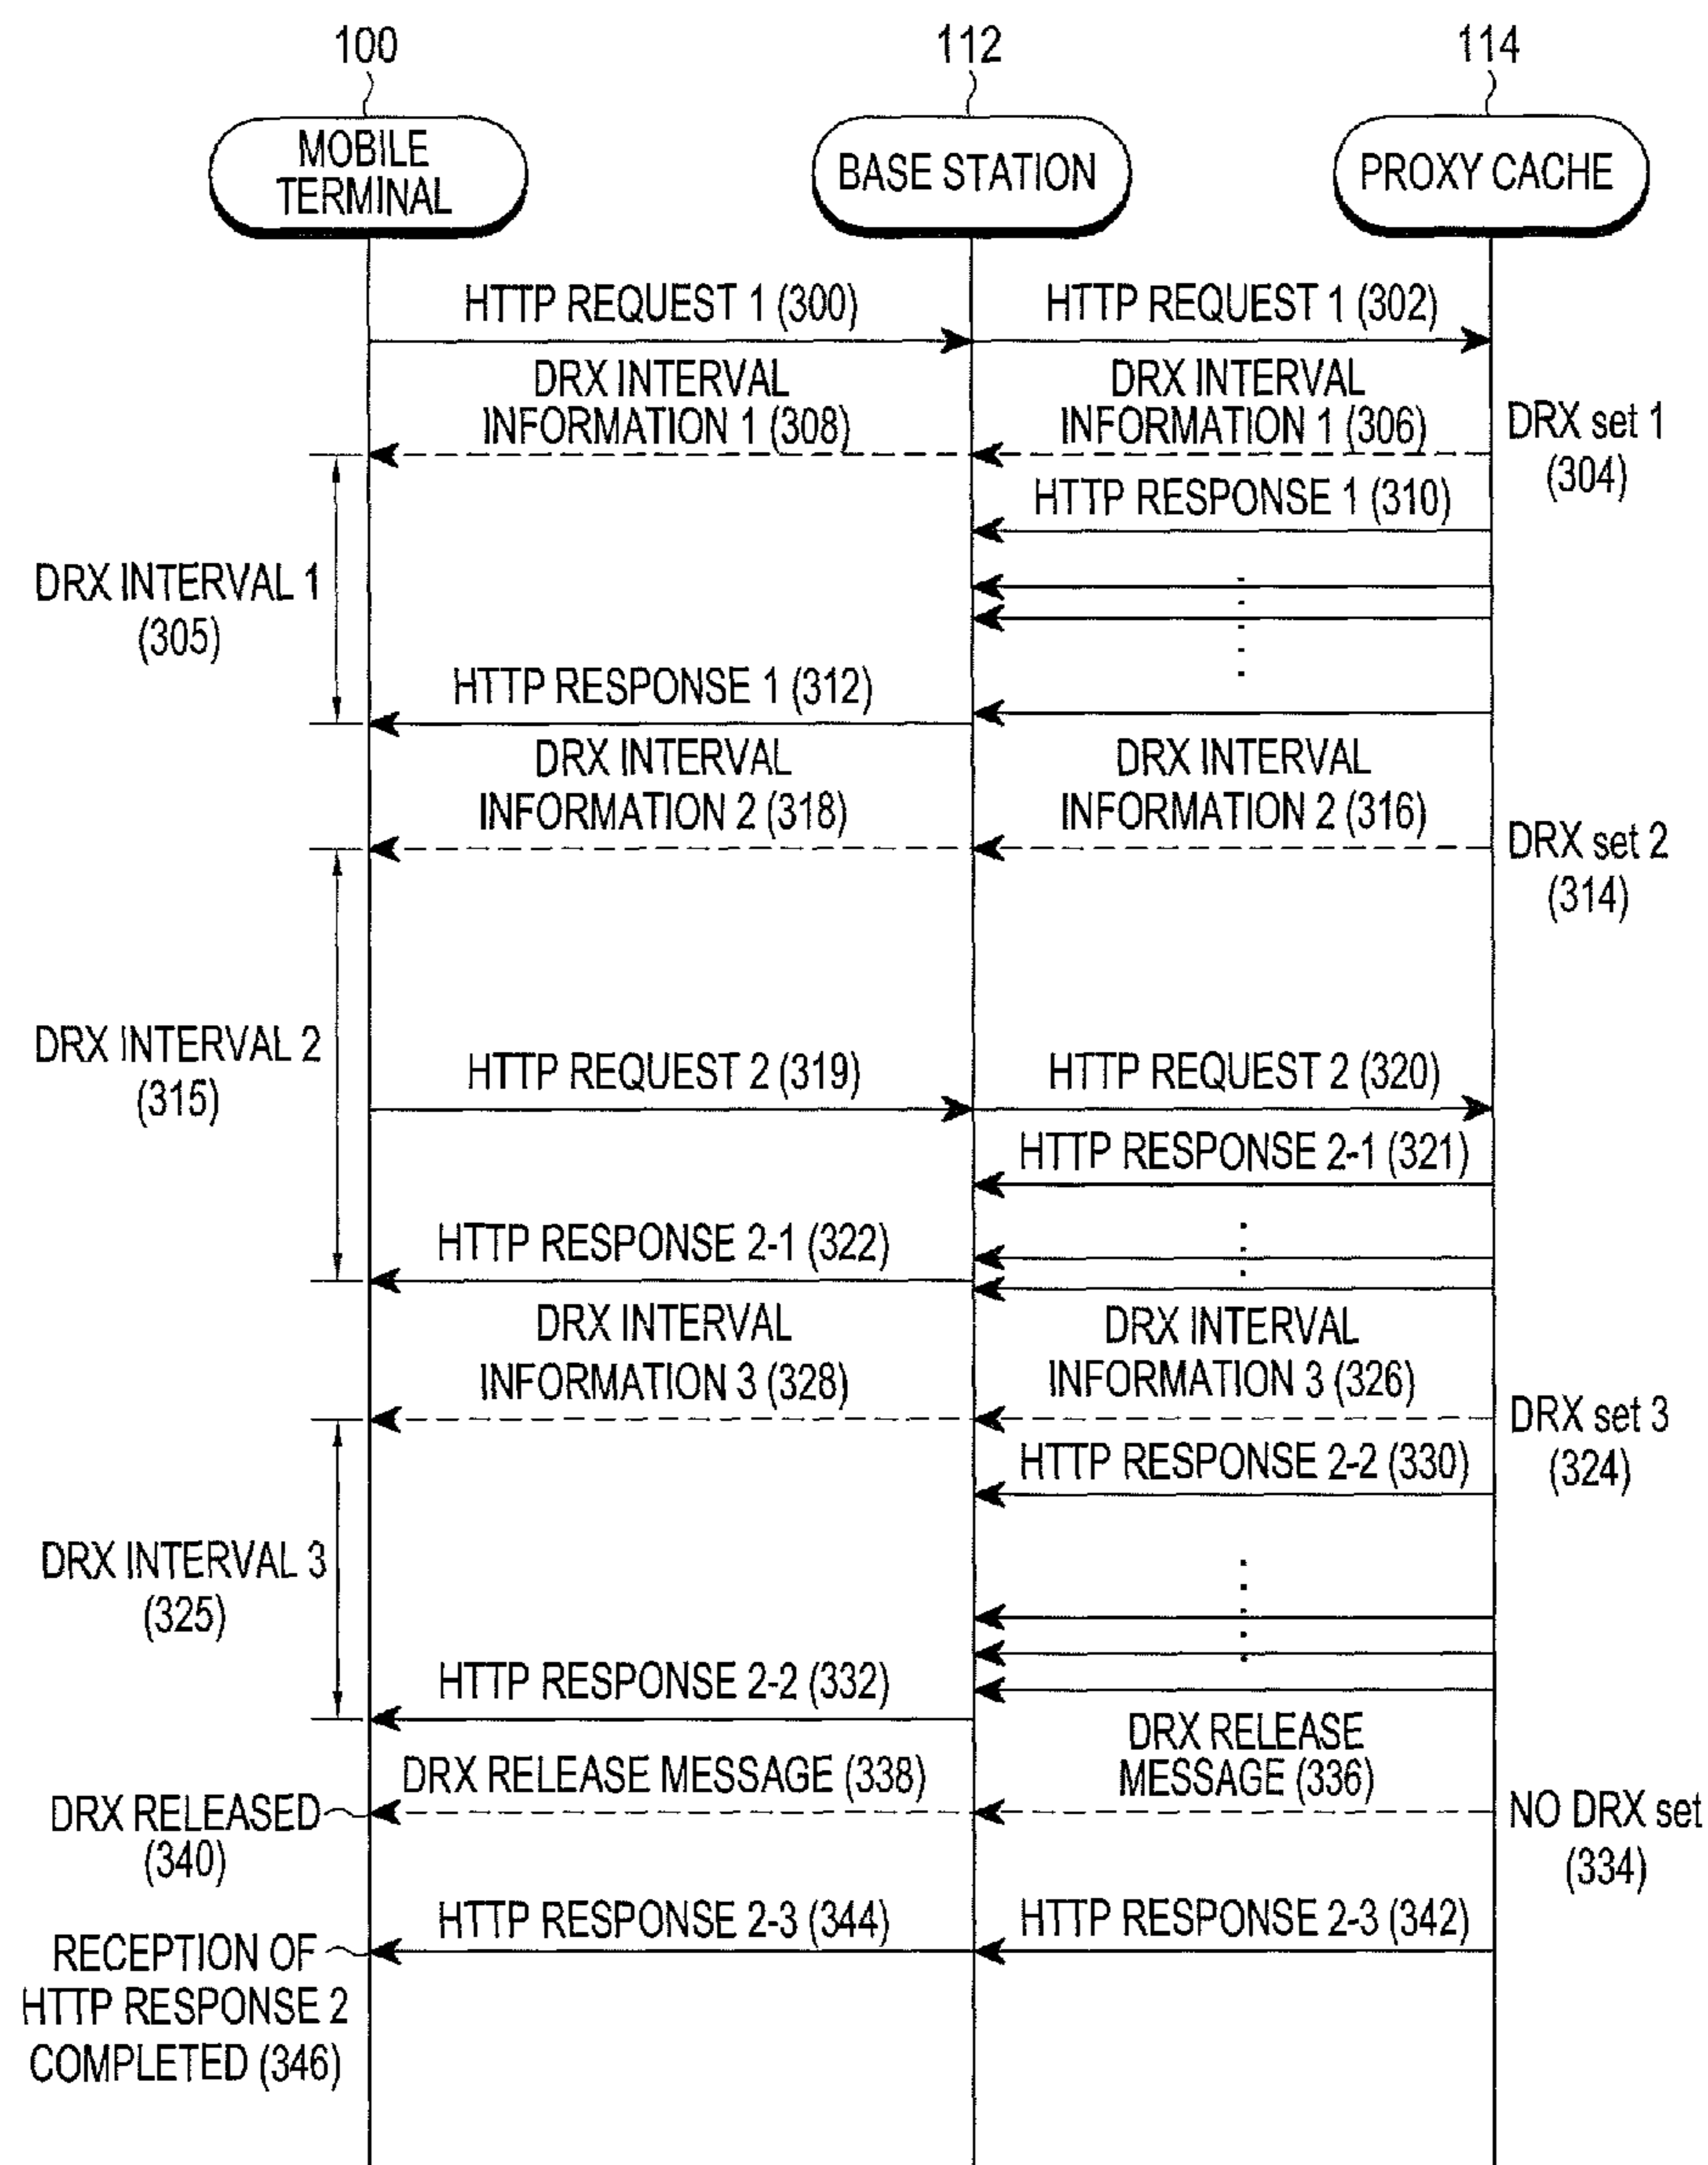 100
112
114
MOBILE
TERMINAL
BASE STATION
PROXY CACHE
HTTP REQUEST 1 (300)
HTTP REQUEST 1 (302)
DRX INTERVAL
INFORMATION 1 (308)
DRX INTERVAL
INFORMATION 1 (306)
DRX set 1
(304)
HTTP RESPONSE 1 (310)
DRX INTERVAL 1
(305)
HTTP RESPONSE 1 (312)
DRX INTERVAL
INFORMATION 2 (318)
DRX INTERVAL
INFORMATION 2 (316)
DRX set 2
(314)
DRX INTERVAL 2
(315)
HTTP REQUEST 2 (319)
HTTP REQUEST 2 (320)
HTTP RESPONSE 2-1 (321)
HTTP RESPONSE 2-1 (322)
DRX INTERVAL
INFORMATION 3 (328)
DRX INTERVAL
INFORMATION 3 (326)
DRX set 3
(324)
HTTP RESPONSE 2-2 (330)
DRX INTERVAL 3
(325)
HTTP RESPONSE 2-2 (332)
DRX RELEASE
MESSAGE (336)
DRX RELEASE MESSAGE (338)
DRX RELEASED
(340)
NO DRX set
(334)
HTTP RESPONSE 2-3 (344)
HTTP RESPONSE 2-3 (342)
RECEPTION OF
HTTP RESPONSE 2
COMPLETED (346)